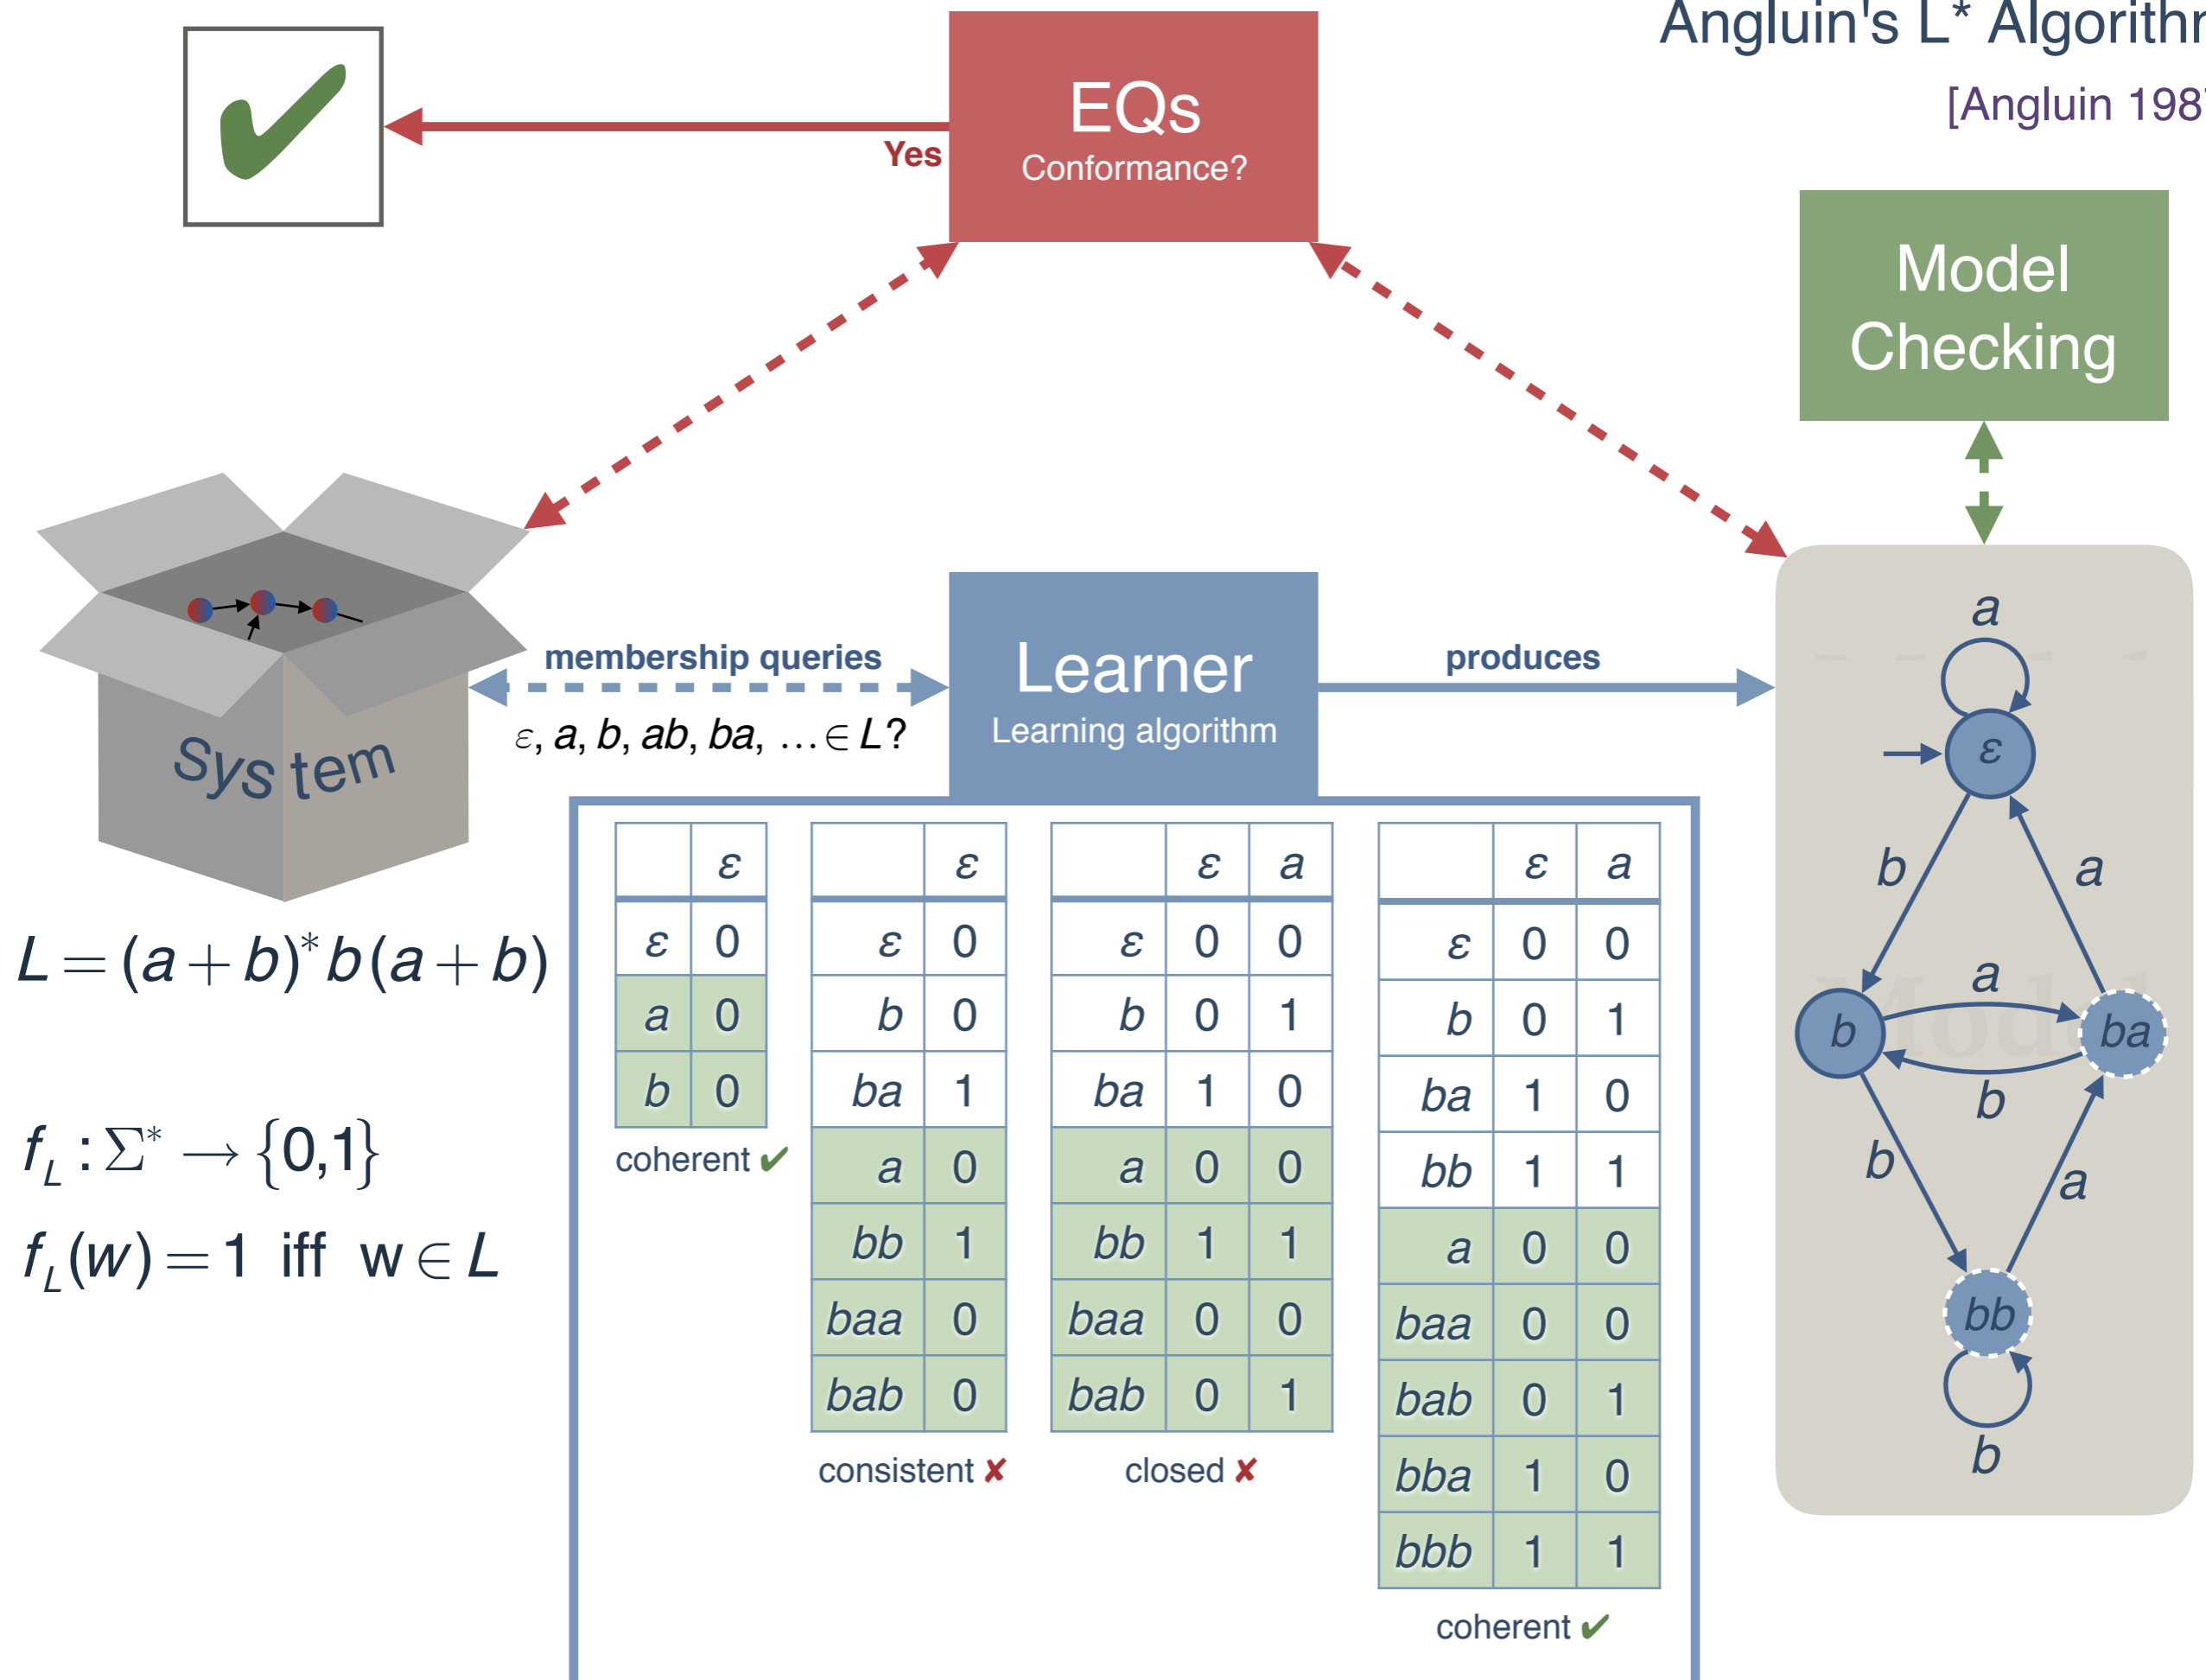 Angluin's L* Algorithm
[Angluin 1987
EQs
Conformance?
Yes
Model
Checking
System
membership queries
ε, a, b, ab, ba, …∈ L?
Learner
Learning algorithm
produces
L = (a + b)* b (a + b)
f_L : Σ* → {0,1}
f_L(w) = 1 iff w ∈ L
ε
ε 0
a 0
b 0
coherent ✔
ε
ε 0
b 0
ba 1
a 0
bb 1
baa 0
bab 0
consistent ✘
ε a
ε 0 0
b 0 1
ba 1 0
a 0 0
bb 1 1
baa 0 0
bab 0 1
closed ✘
ε a
ε 0 0
b 0 1
ba 1 0
bb 1 1
a 0 0
baa 0 0
bab 0 1
bba 1 0
bbb 1 1
coherent ✔
a
ε
b a
a
b ba
b
b a
bb
b
Model